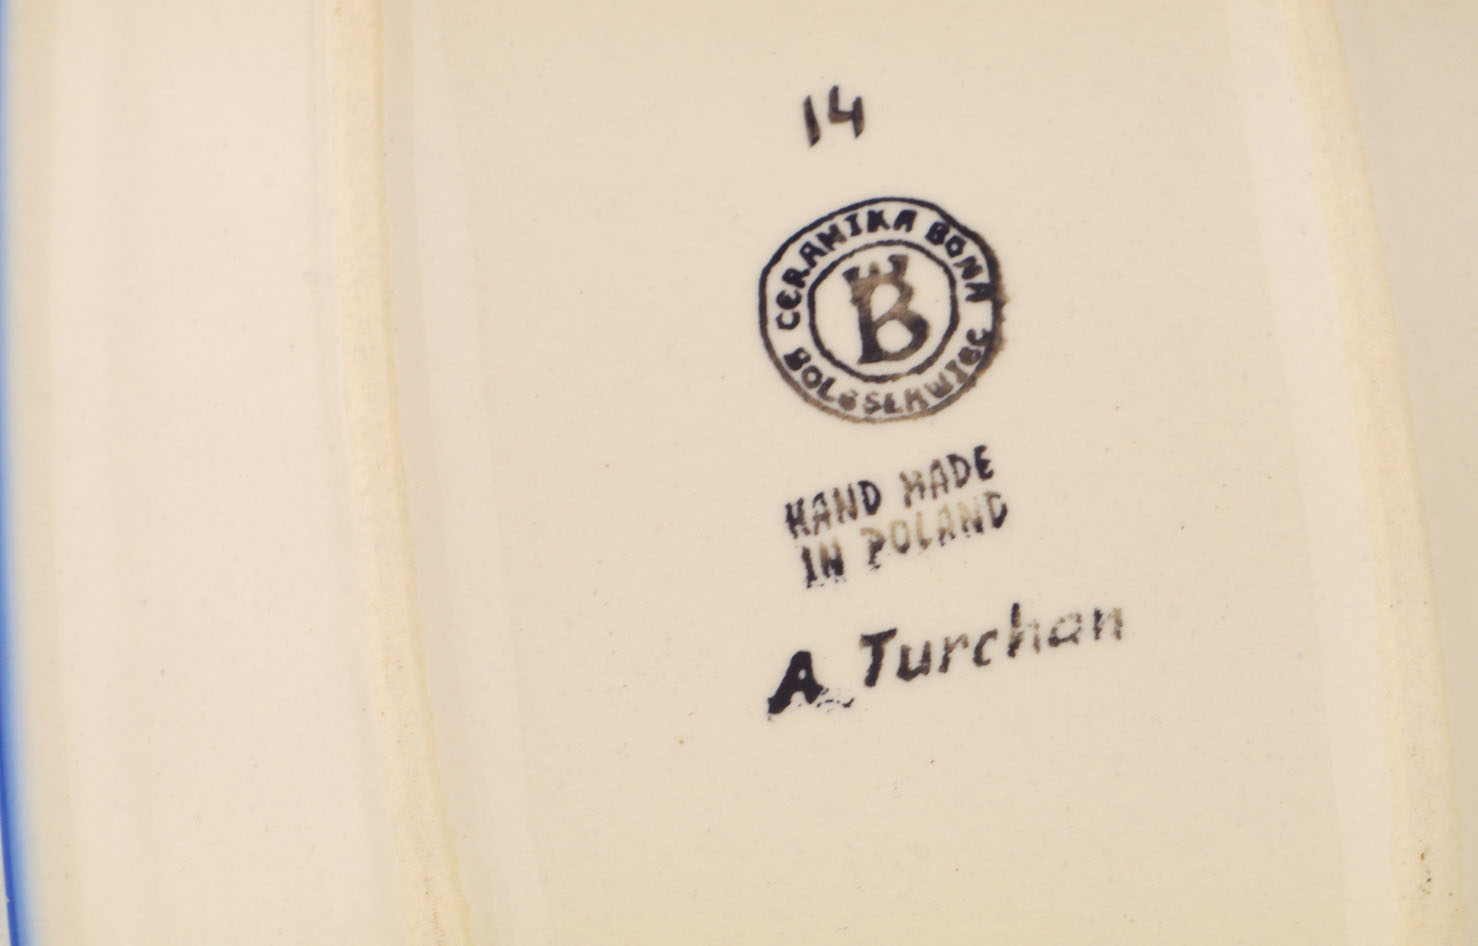 14
CERAMIKA BONA
B
BOLESŁAWIEC
HAND MADE
IN POLAND
A Turchan